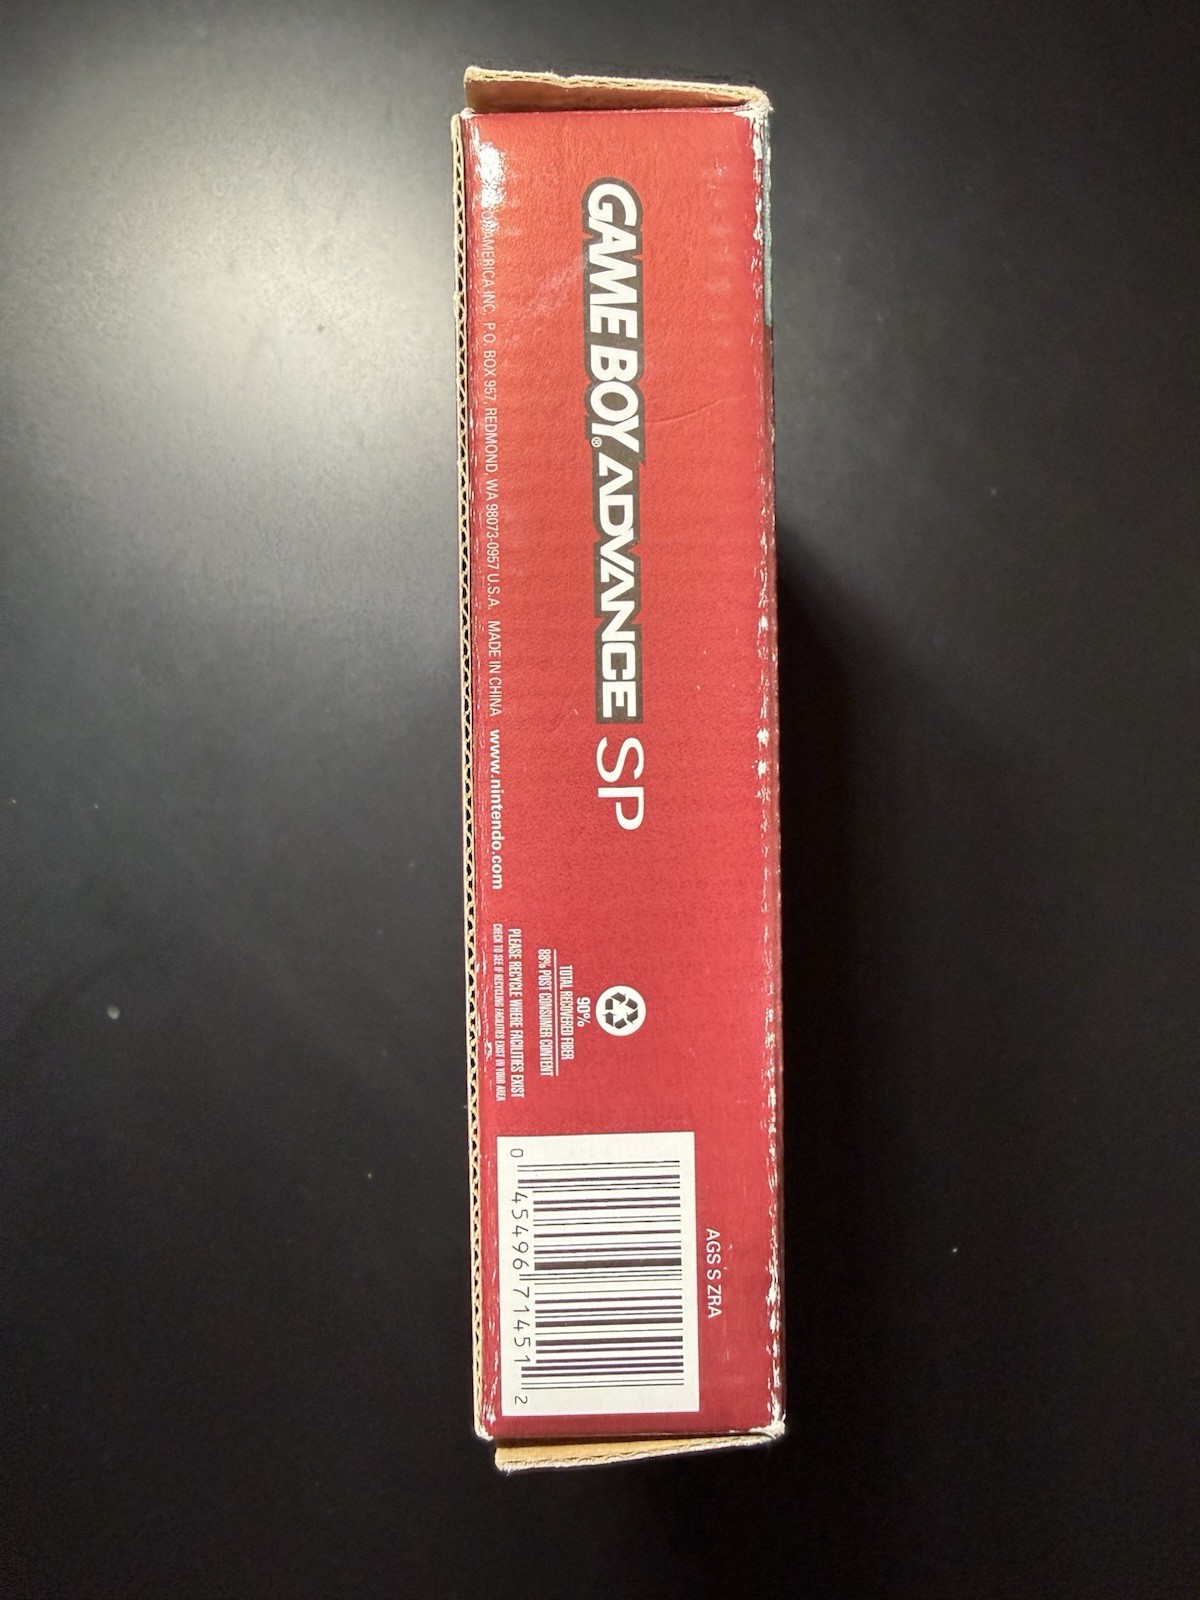 GAME BOY® ADVANCE SP
AMERICA INC. P.O. BOX 957, REDMOND, WA 98073-0957 U.S.A. MADE IN CHINA www.nintendo.com
90%
TOTAL RECOVERED FIBER
88% POST CONSUMER CONTENT
PLEASE RECYCLE WHERE FACILITIES EXIST
CHECK TO SEE IF RECYCLING FACILITIES EXIST IN YOUR AREA
AGS S ZRA
0 45496 71451 2